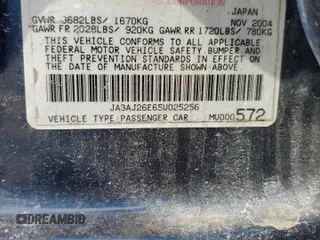 CORPORATION
JAPAN
GVWR 3682LBS/ 1670KG NOV 2004
GAWR FR 2028LBS/ 920KG GAWR RR 1720LBS/ 780KG
THIS VEHICLE CONFORMS TO ALL APPLICABLE
FEDERAL MOTOR VEHICLE SAFETY,BUMPER AND
THEFT PREVENTION STANDARDS IN EFFECT ON
THE DATE OF MANUFACTURE SHOWN ABOVE.
JA3AJ26E65U025256
VEHICLE TYPE PASSENGER CAR MU000572
DREAMBID